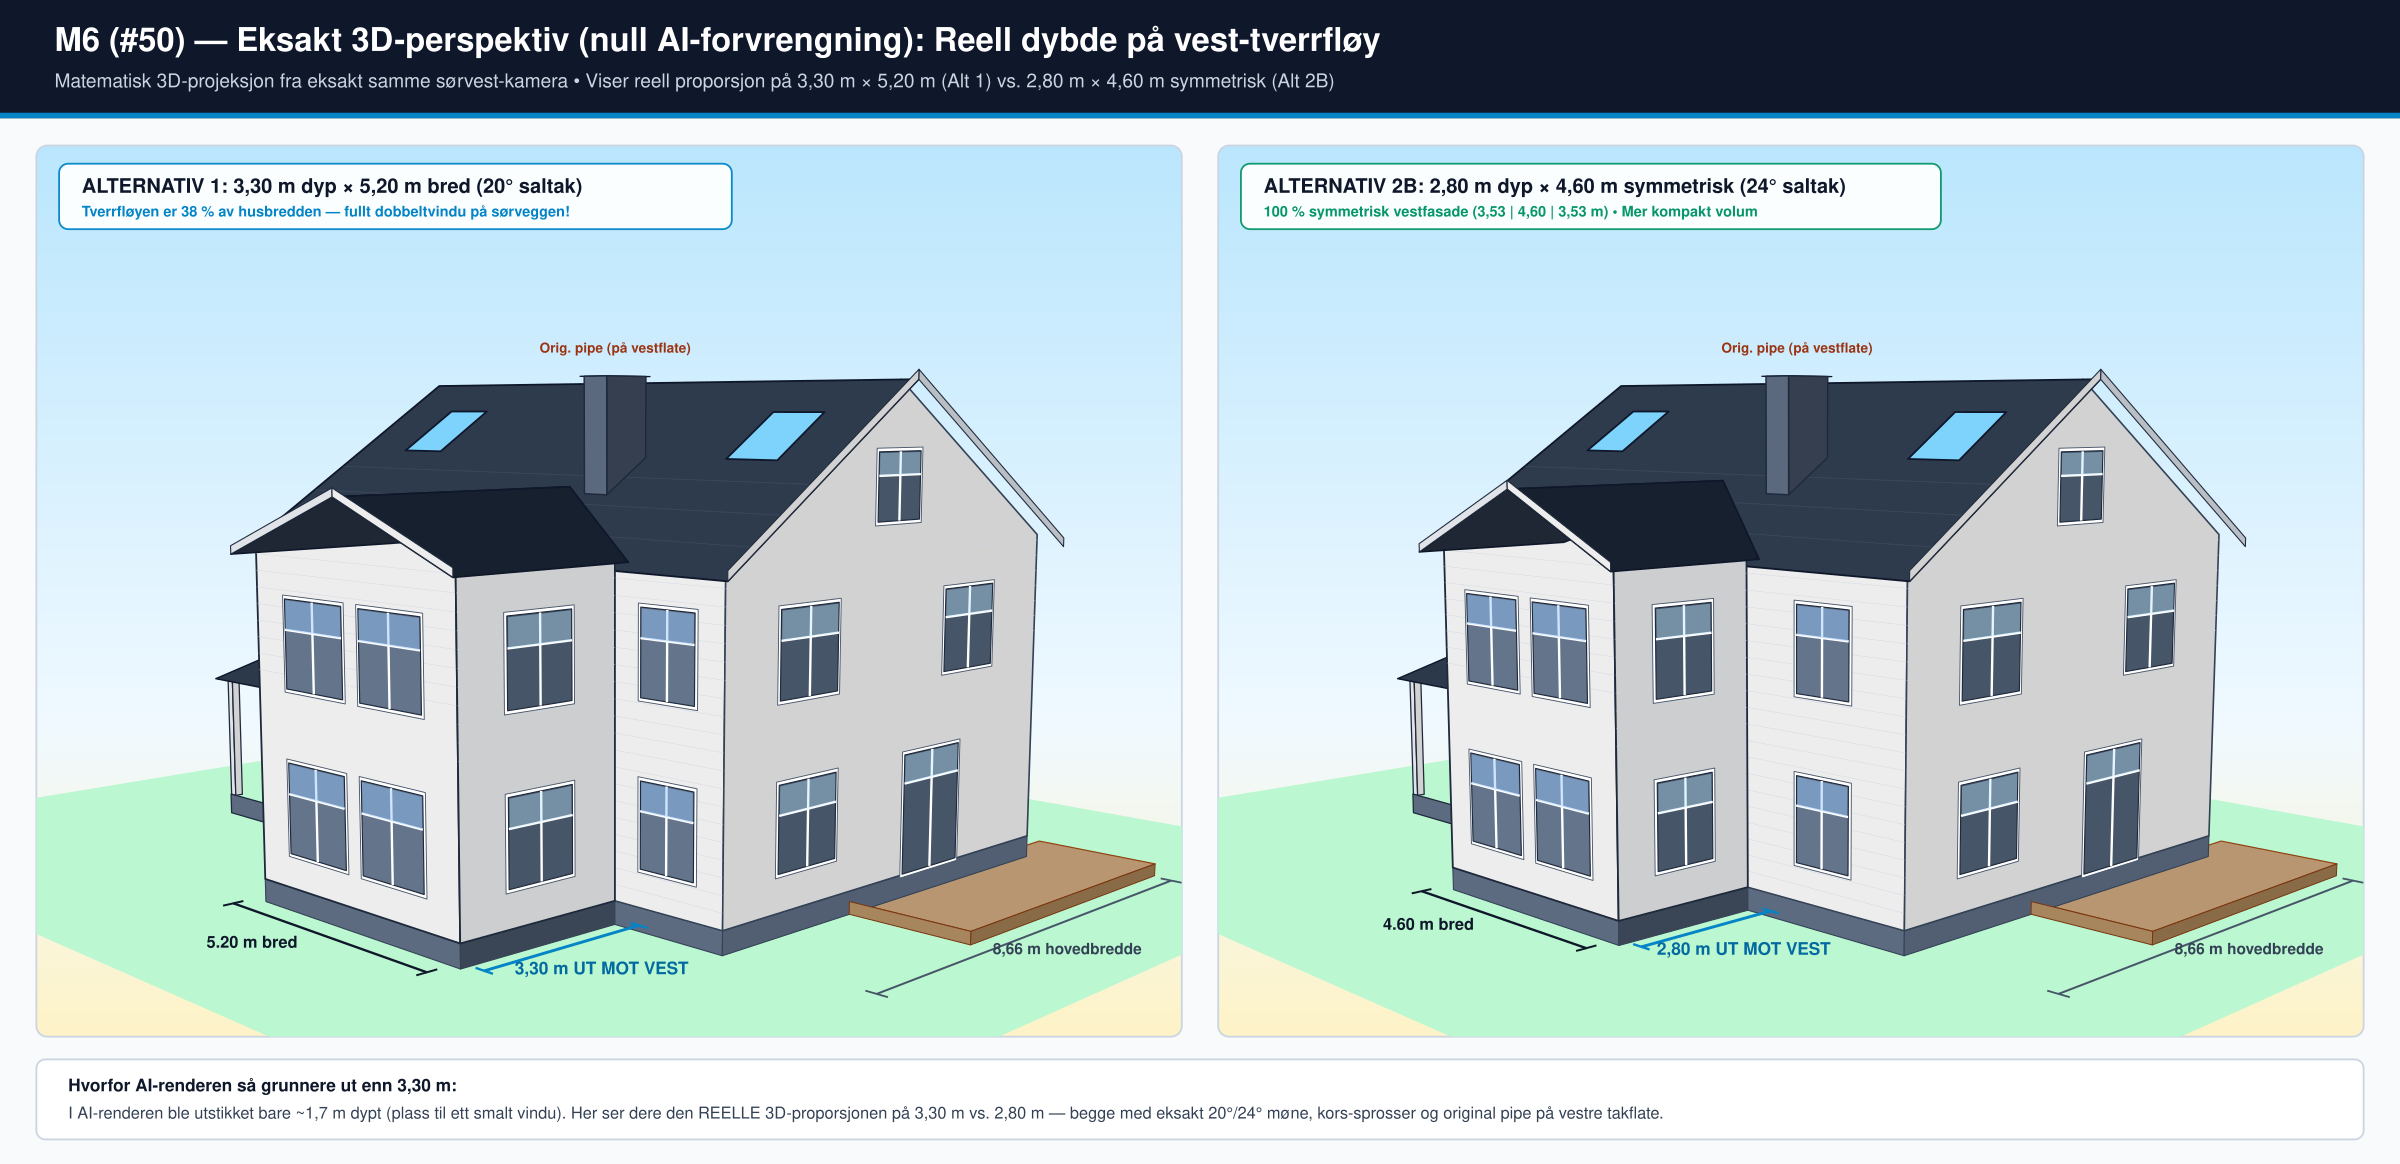 M6 (#50) — Eksakt 3D-perspektiv (null AI-forvrengning): Reell dybde på vest-tverrfløy
Matematisk 3D-projeksjon fra eksakt samme sørvest-kamera • Viser reell proporsjon på 3,30 m × 5,20 m (Alt 1) vs. 2,80 m × 4,60 m symmetrisk (Alt 2B)
ALTERNATIV 1: 3,30 m dyp × 5,20 m bred (20° saltak)
Tverrfløyen er 38 % av husbredden — fullt dobbeltvindu på sørveggen!
Orig. pipe (på vestflate)
5.20 m bred
3,30 m UT MOT VEST
8,66 m hovedbredde
ALTERNATIV 2B: 2,80 m dyp × 4,60 m symmetrisk (24° saltak)
100 % symmetrisk vestfasade (3,53 | 4,60 | 3,53 m) • Mer kompakt volum
Orig. pipe (på vestflate)
4.60 m bred
2,80 m UT MOT VEST
8,66 m hovedbredde
Hvorfor AI-renderen så grunnere ut enn 3,30 m:
I AI-renderen ble utstikket bare ~1,7 m dypt (plass til ett smalt vindu). Her ser dere den REELLE 3D-proporsjonen på 3,30 m vs. 2,80 m — begge med eksakt 20°/24° møne, kors-sprosser og original pipe på vestre takflate.